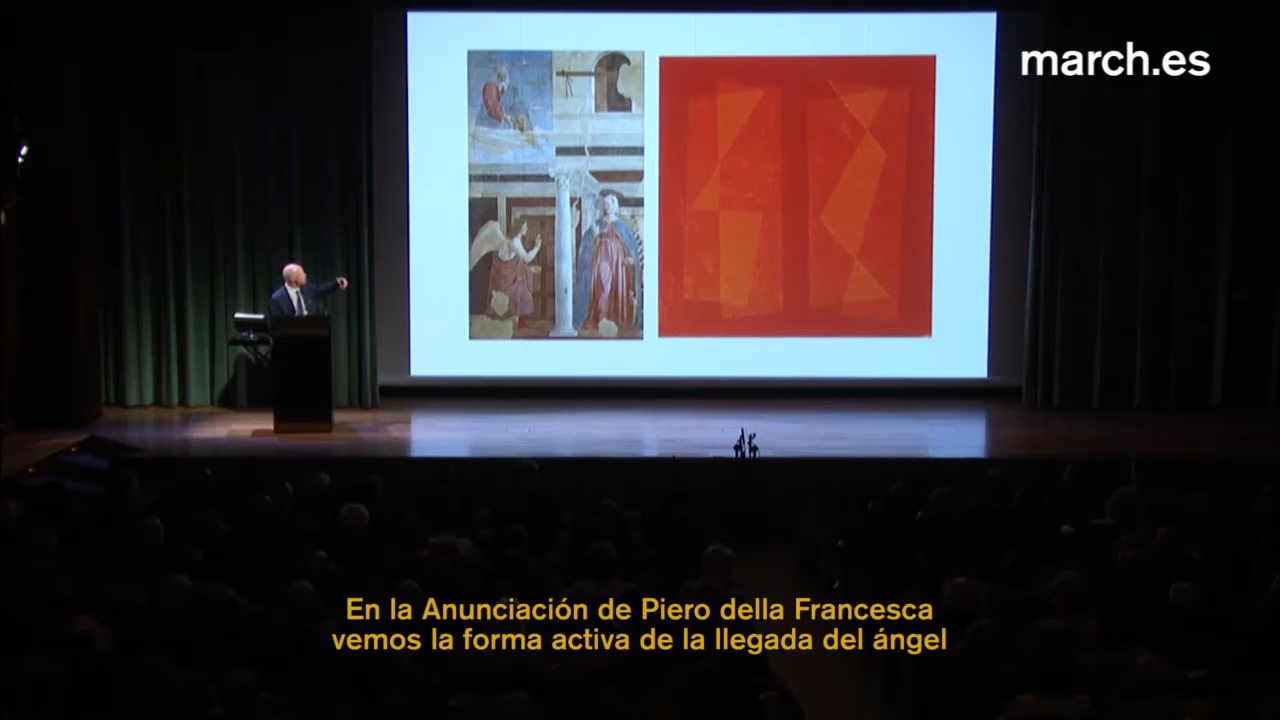 march.es
En la Anunciación de Piero della Francesca
vemos la forma activa de la llegada del ángel